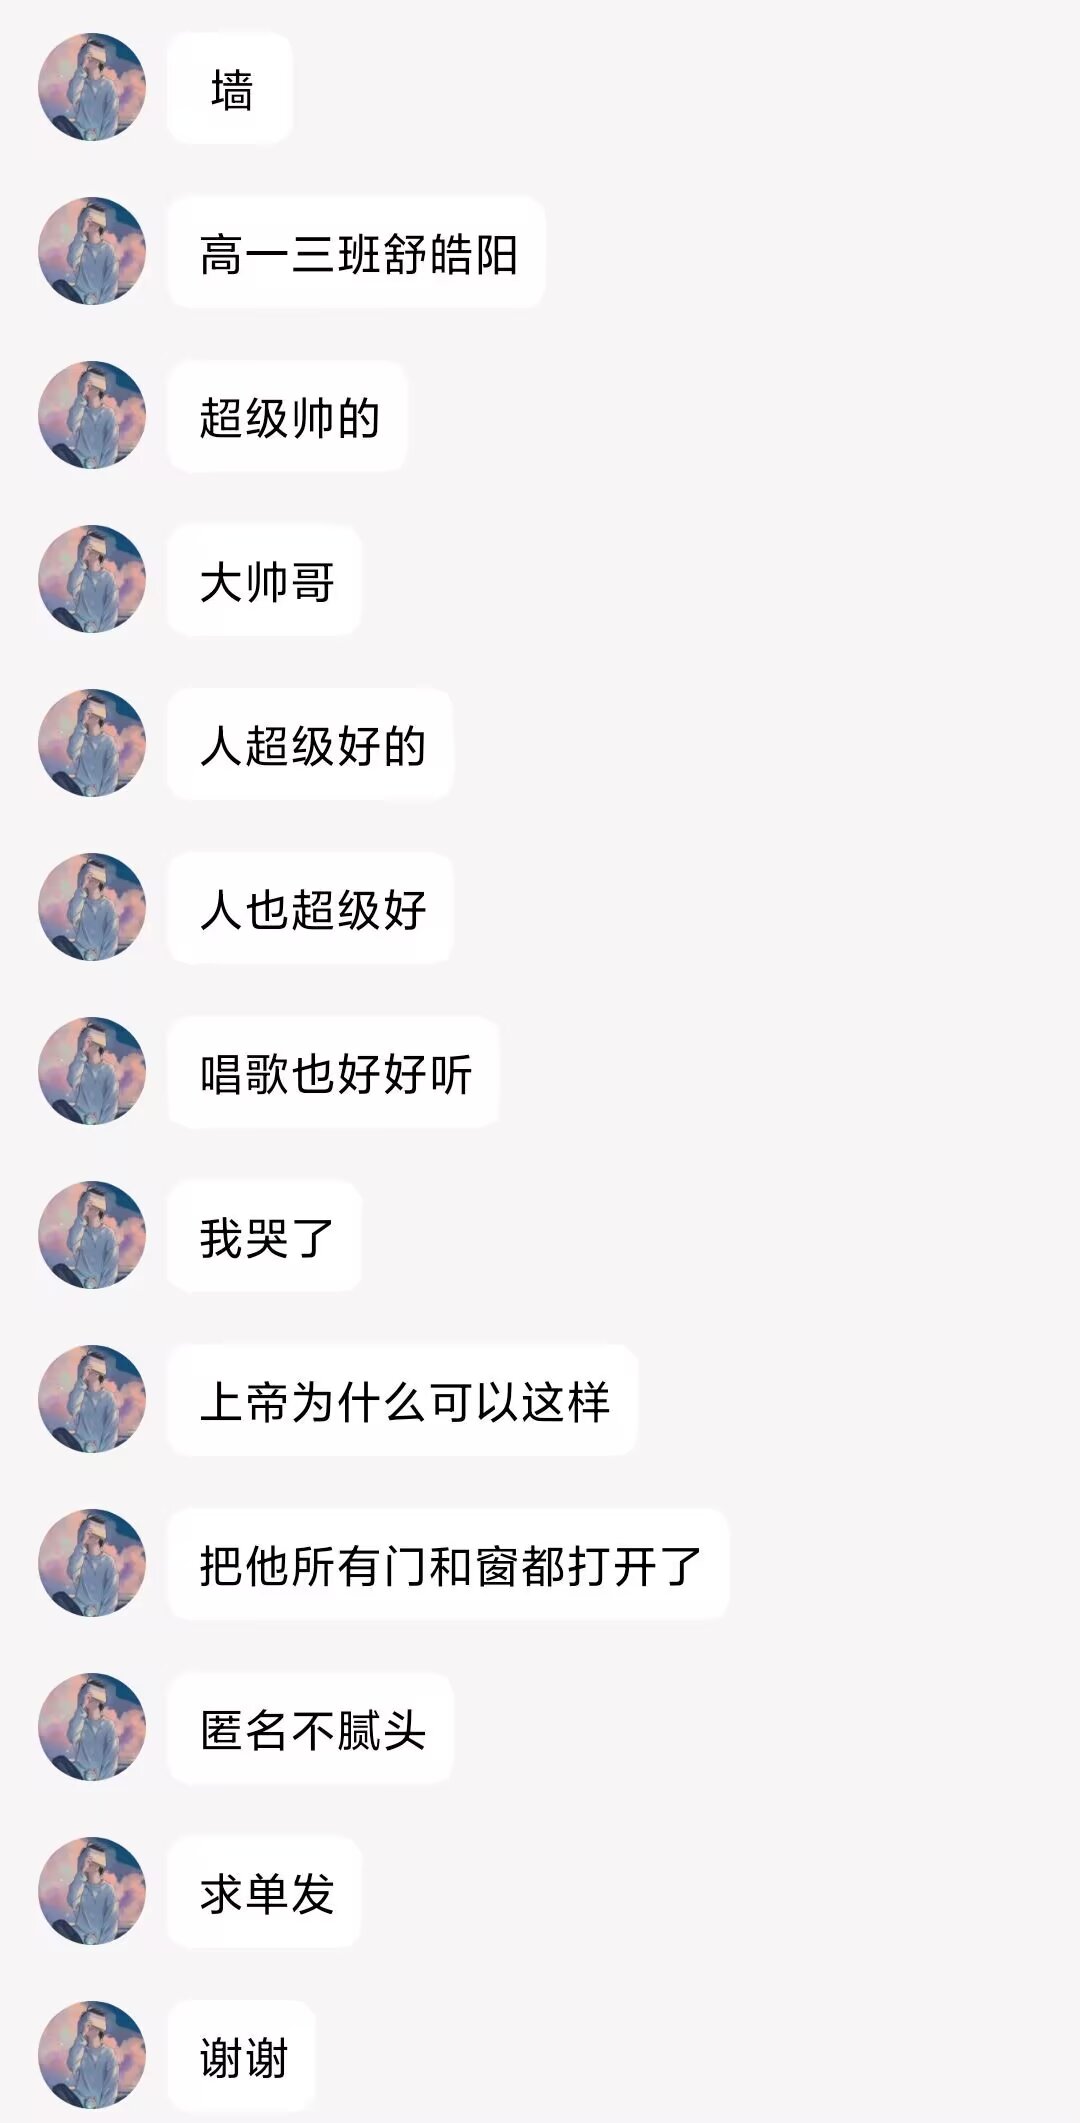 墙
高一三班舒皓阳
超级帅的
大帅哥
人超级好的
人也超级好
唱歌也好好听
我哭了
上帝为什么可以这样
把他所有门和窗都打开了
匿名不腻头
求单发
谢谢